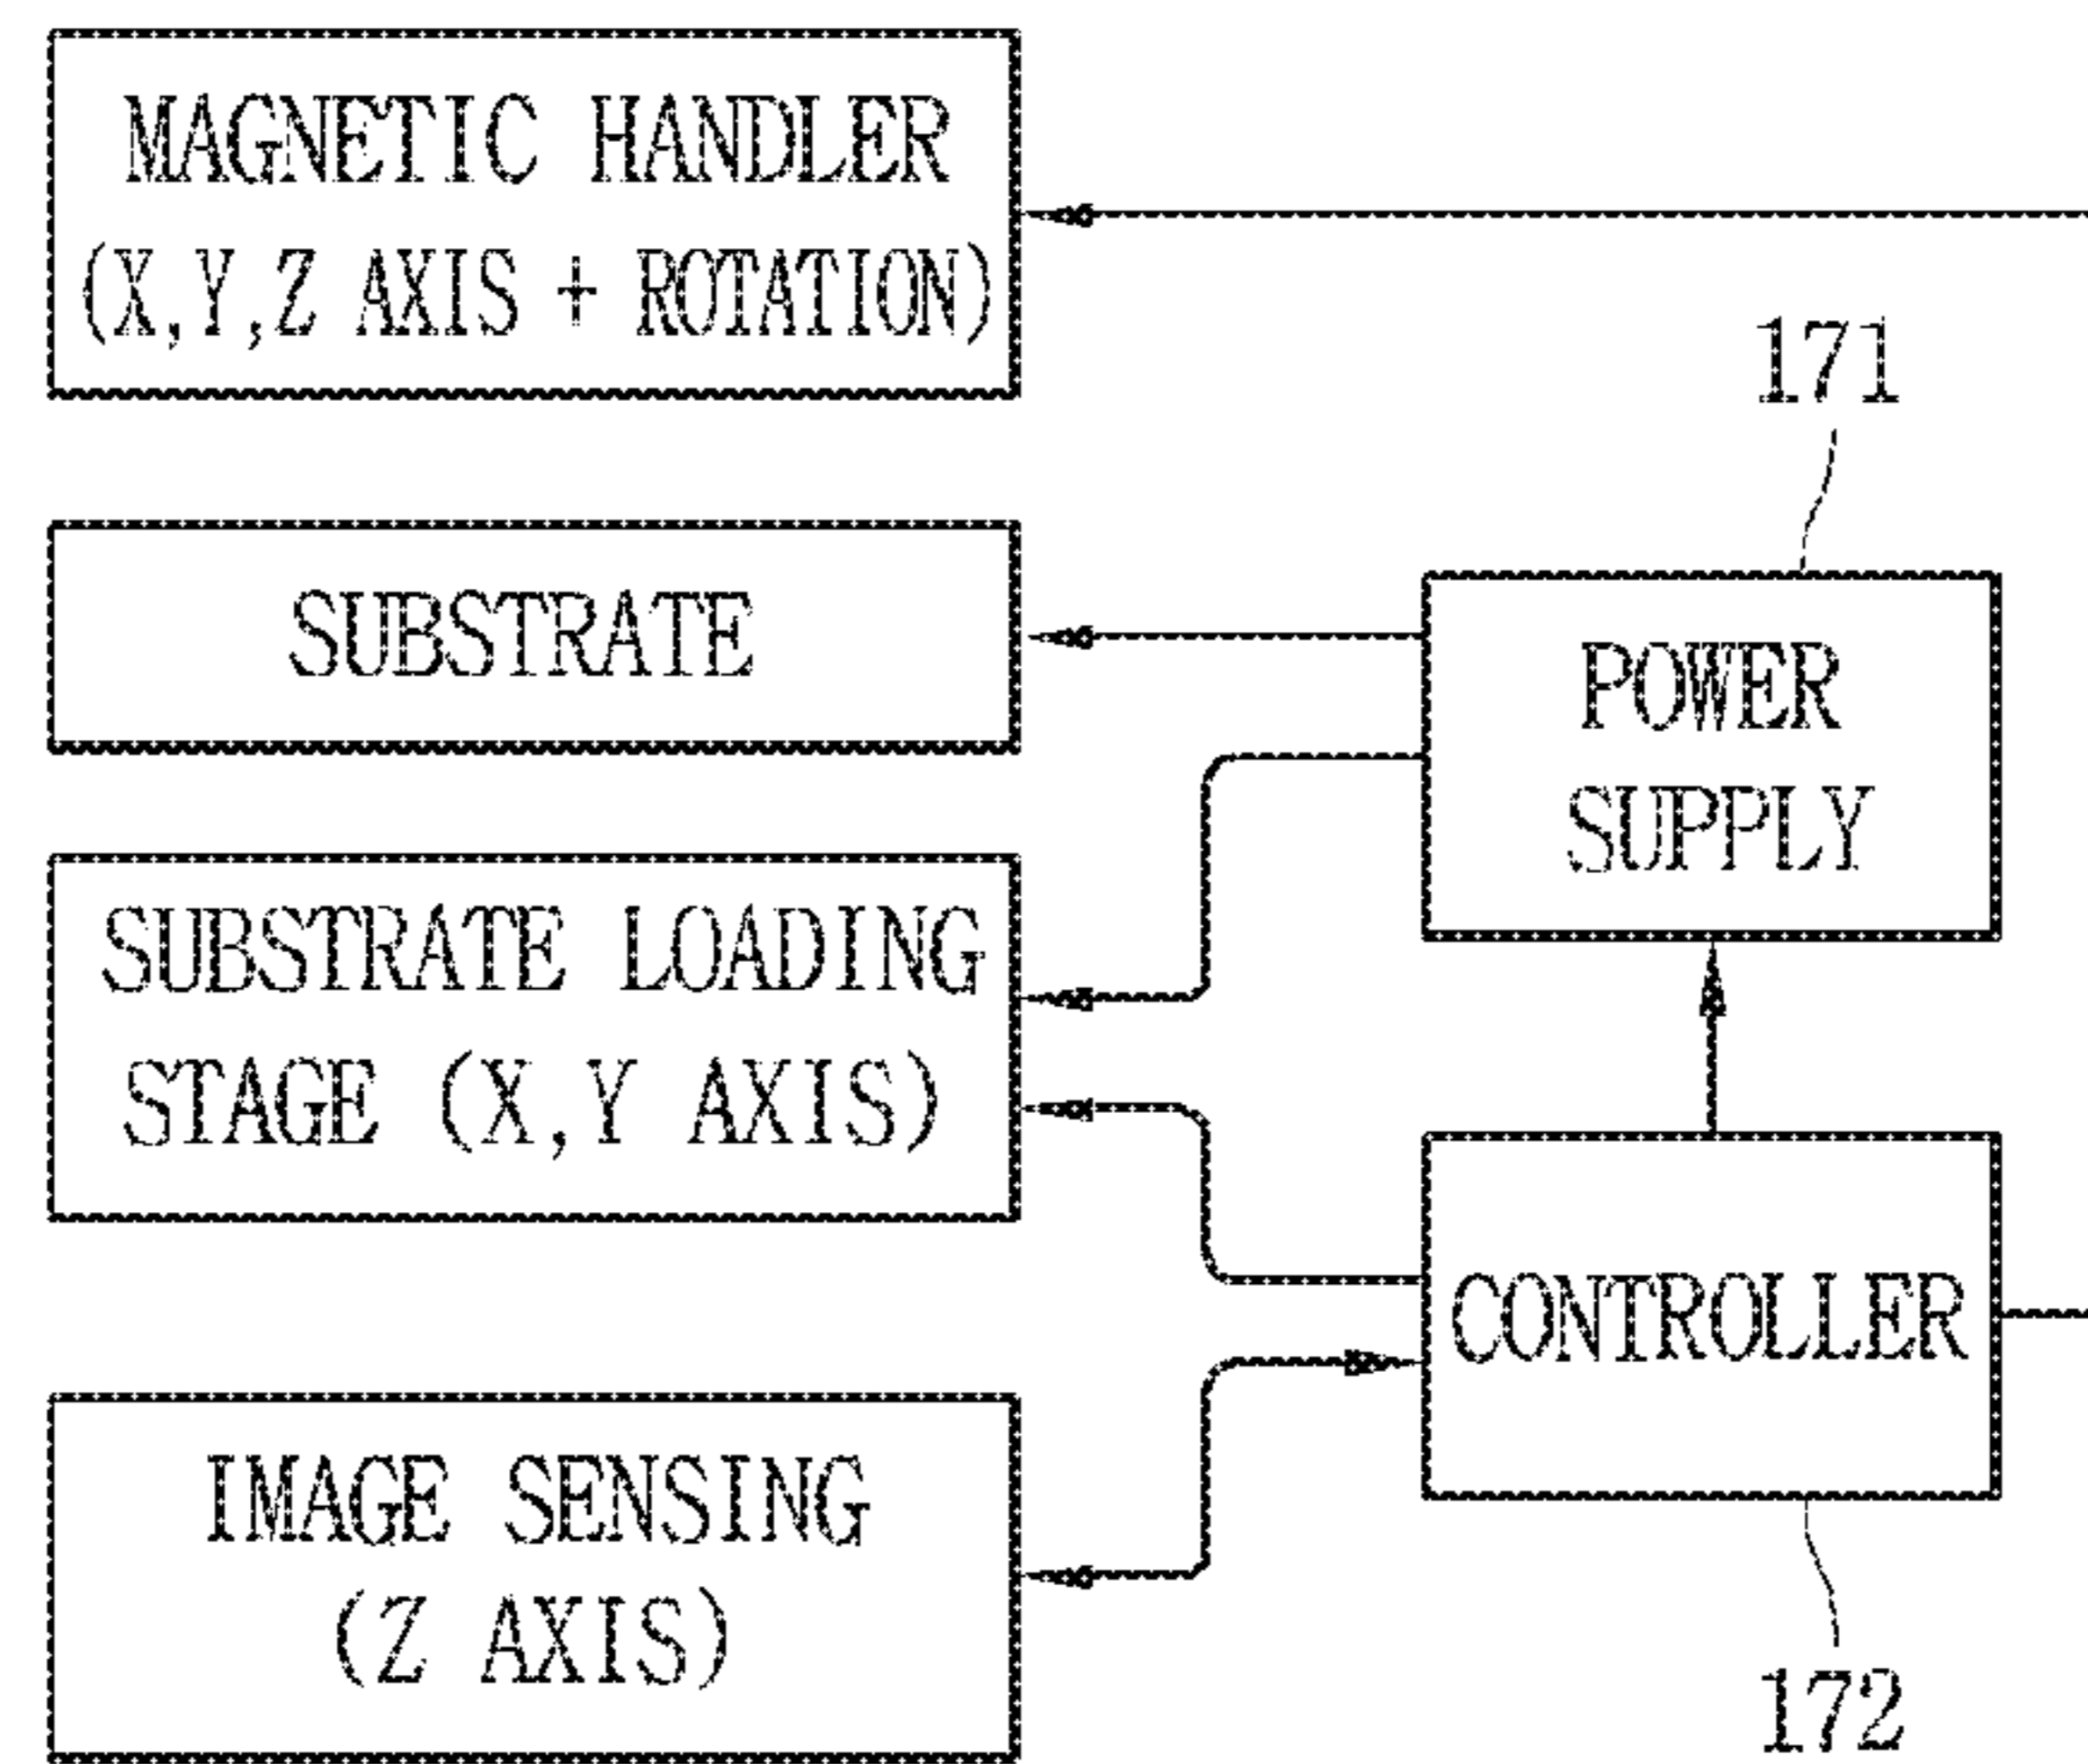 MAGNETIC HANDLER
(X,Y,Z AXIS + ROTATION)
171
SUBSTRATE
POWER
SUPPLY
SUBSTRATE LOADING
STAGE (X,Y AXIS)
CONTROLLER
IMAGE SENSING
(Z AXIS)
172